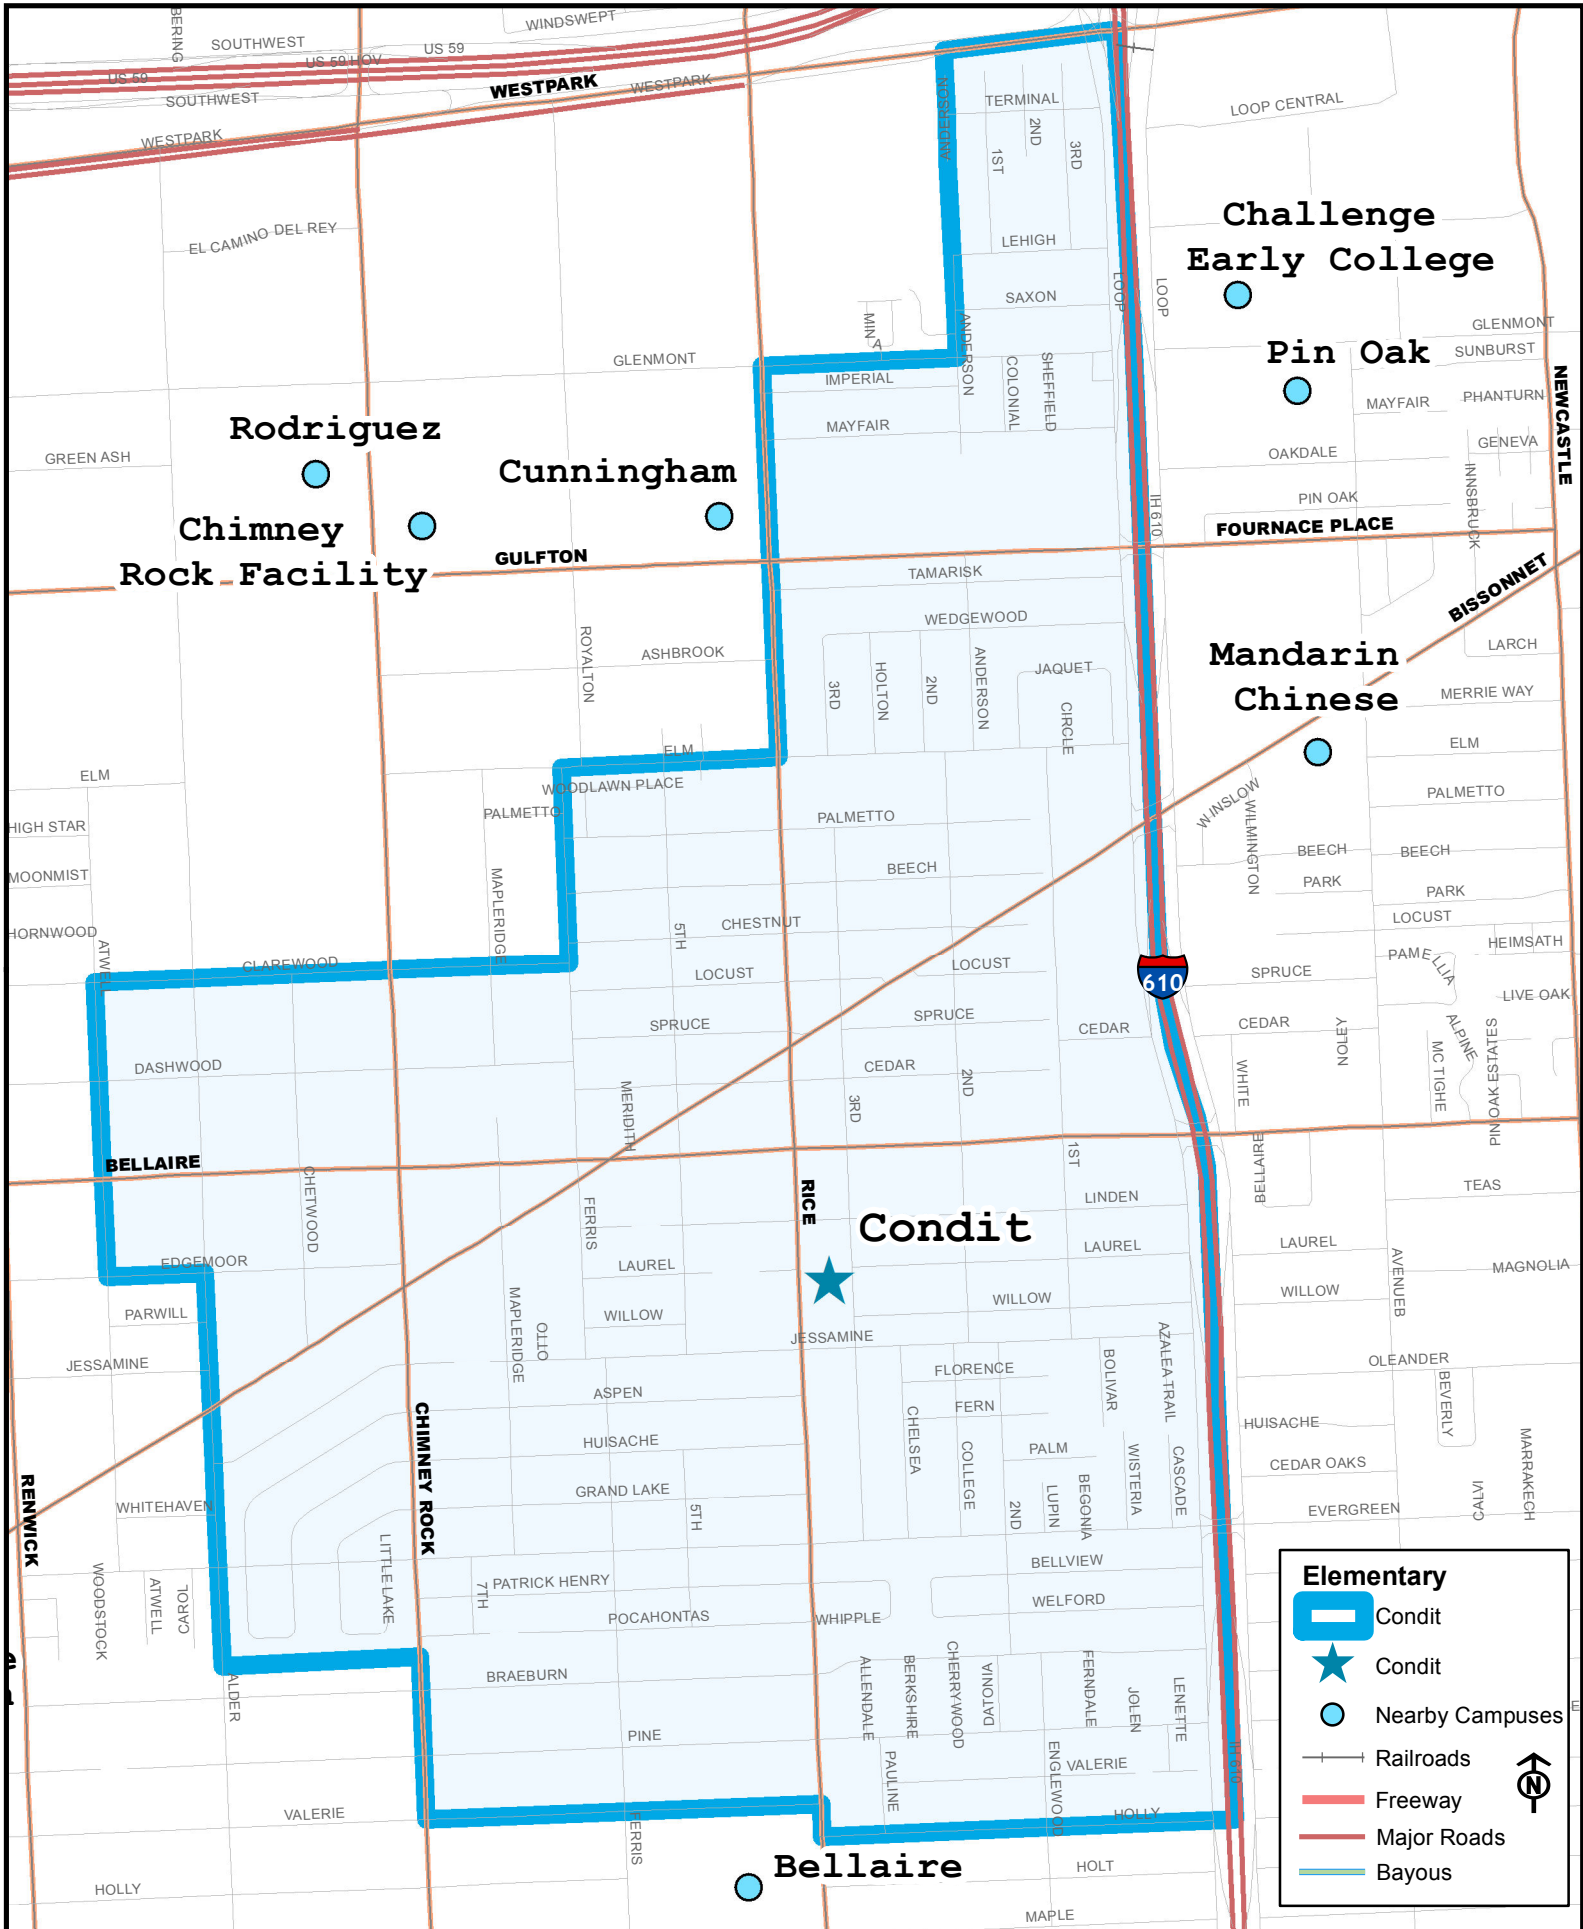 BERING
SOUTHWEST
US 59
WINDSWEPT
US 59 HOV
US 59
SOUTHWEST
WESTPARK
WESTPARK
WESTPARK
ANDERSON
TERMINAL
2ND
1ST
3RD
LOOP CENTRAL
EL CAMINO DEL REY
LEHIGH
SAXON
LOOP
LOOP
Challenge
Early College
MINA
ANDERSON
GLENMONT
IMPERIAL
COLONIAL
SHEFFIELD
MAYFAIR
GLENMONT
SUNBURST
Pin Oak
MAYFAIR
PHANTURN
NEWCASTLE
GENEVA
OAKDALE
INNSBRUCK
PIN OAK
GREEN ASH
Rodriguez
Cunningham
Chimney
Rock Facility
GULFTON
IH 610
FOURNACE PLACE
BISSONNET
TAMARISK
WEDGEWOOD
ROYALTON
ASHBROOK
3RD
HOLTON
2ND
ANDERSON
JAQUET
CIRCLE
Mandarin
Chinese
LARCH
MERRIE WAY
ELM
ELM
ELM
WOODLAWN PLACE
PALMETTO
PALMETTO
WINSLOW
WILMINGTON
PALMETTO
HIGH STAR
MOONMIST
HORNWOOD
ATWELL
MAPLERIDGE
CLAREWOOD
BEECH
CHESTNUT
5TH
LOCUST
LOCUST
BEECH
BEECH
PARK
PARK
LOCUST
HEIMSATH
PAMELLIA
SPRUCE
LIVE OAK
610
SPRUCE
SPRUCE
CEDAR
CEDAR
NOLEY
ALPINE
MC TIGHE
PIN OAK ESTATES
DASHWOOD
MERIDITH
CEDAR
2ND
3RD
WHITE
BELLAIRE
BELLAIRE
CHETWOOD
FERRIS
RICE
1ST
LINDEN
TEAS
Condit
EDGEMOOR
LAUREL
LAUREL
LAUREL
AVENUEB
MAGNOLIA
PARWILL
MAPLERIDGE
OTTO
WILLOW
WILLOW
WILLOW
JESSAMINE
JESSAMINE
AZALEA TRAIL
BOLIVAR
OLEANDER
FLORENCE
BEVERLY
ASPEN
FERN
CHELSEA
HUISACHE
HUISACHE
CHIMNEY ROCK
COLLEGE
PALM
WISTERIA
CASCADE
CEDAR OAKS
MARRAKECH
RENWICK
WHITEHAVEN
GRAND LAKE
5TH
2ND
LUPIN
BEGONIA
EVERGREEN
CALVI
LITTLE LAKE
WOODSTOCK
ATWELL
CAROL
7TH
PATRICK HENRY
BELLVIEW
WELFORD
POCAHONTAS
WHIPPLE
ALDER
BRAEBURN
ALLENDALE
BERKSHIRE
CHERRYWOOD
DATONIA
FERNDALE
JOLEN
LENETTE
PINE
PAULINE
ENGLEWOOD
VALERIE
IH 610
VALERIE
FERRIS
HOLLY
Bellaire
HOLT
HOLLY
MAPLE
Elementary
Condit
Condit
Nearby Campuses
Railroads
Freeway
Major Roads
Bayous
N